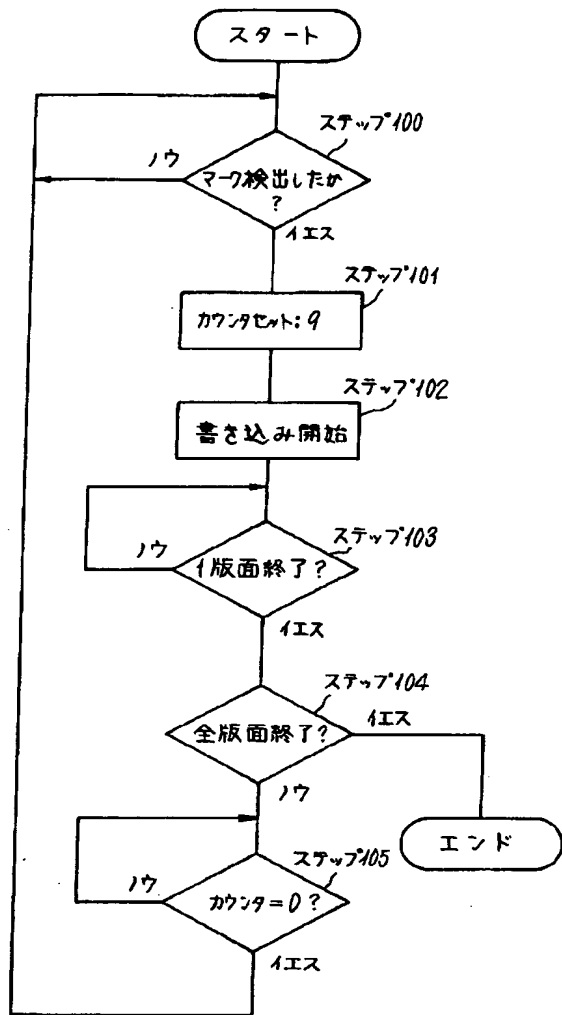 スタート
ステップ100
ノウ
マーク検出したか
?
イエス
ステップ101
カウンタセット:9
ステップ102
書き込み開始
ステップ103
ノウ
1版面終了?
イエス
ステップ104
全版面終了?
イエス
ノウ
エンド
ステップ105
ノウ
カウンタ=0?
イエス